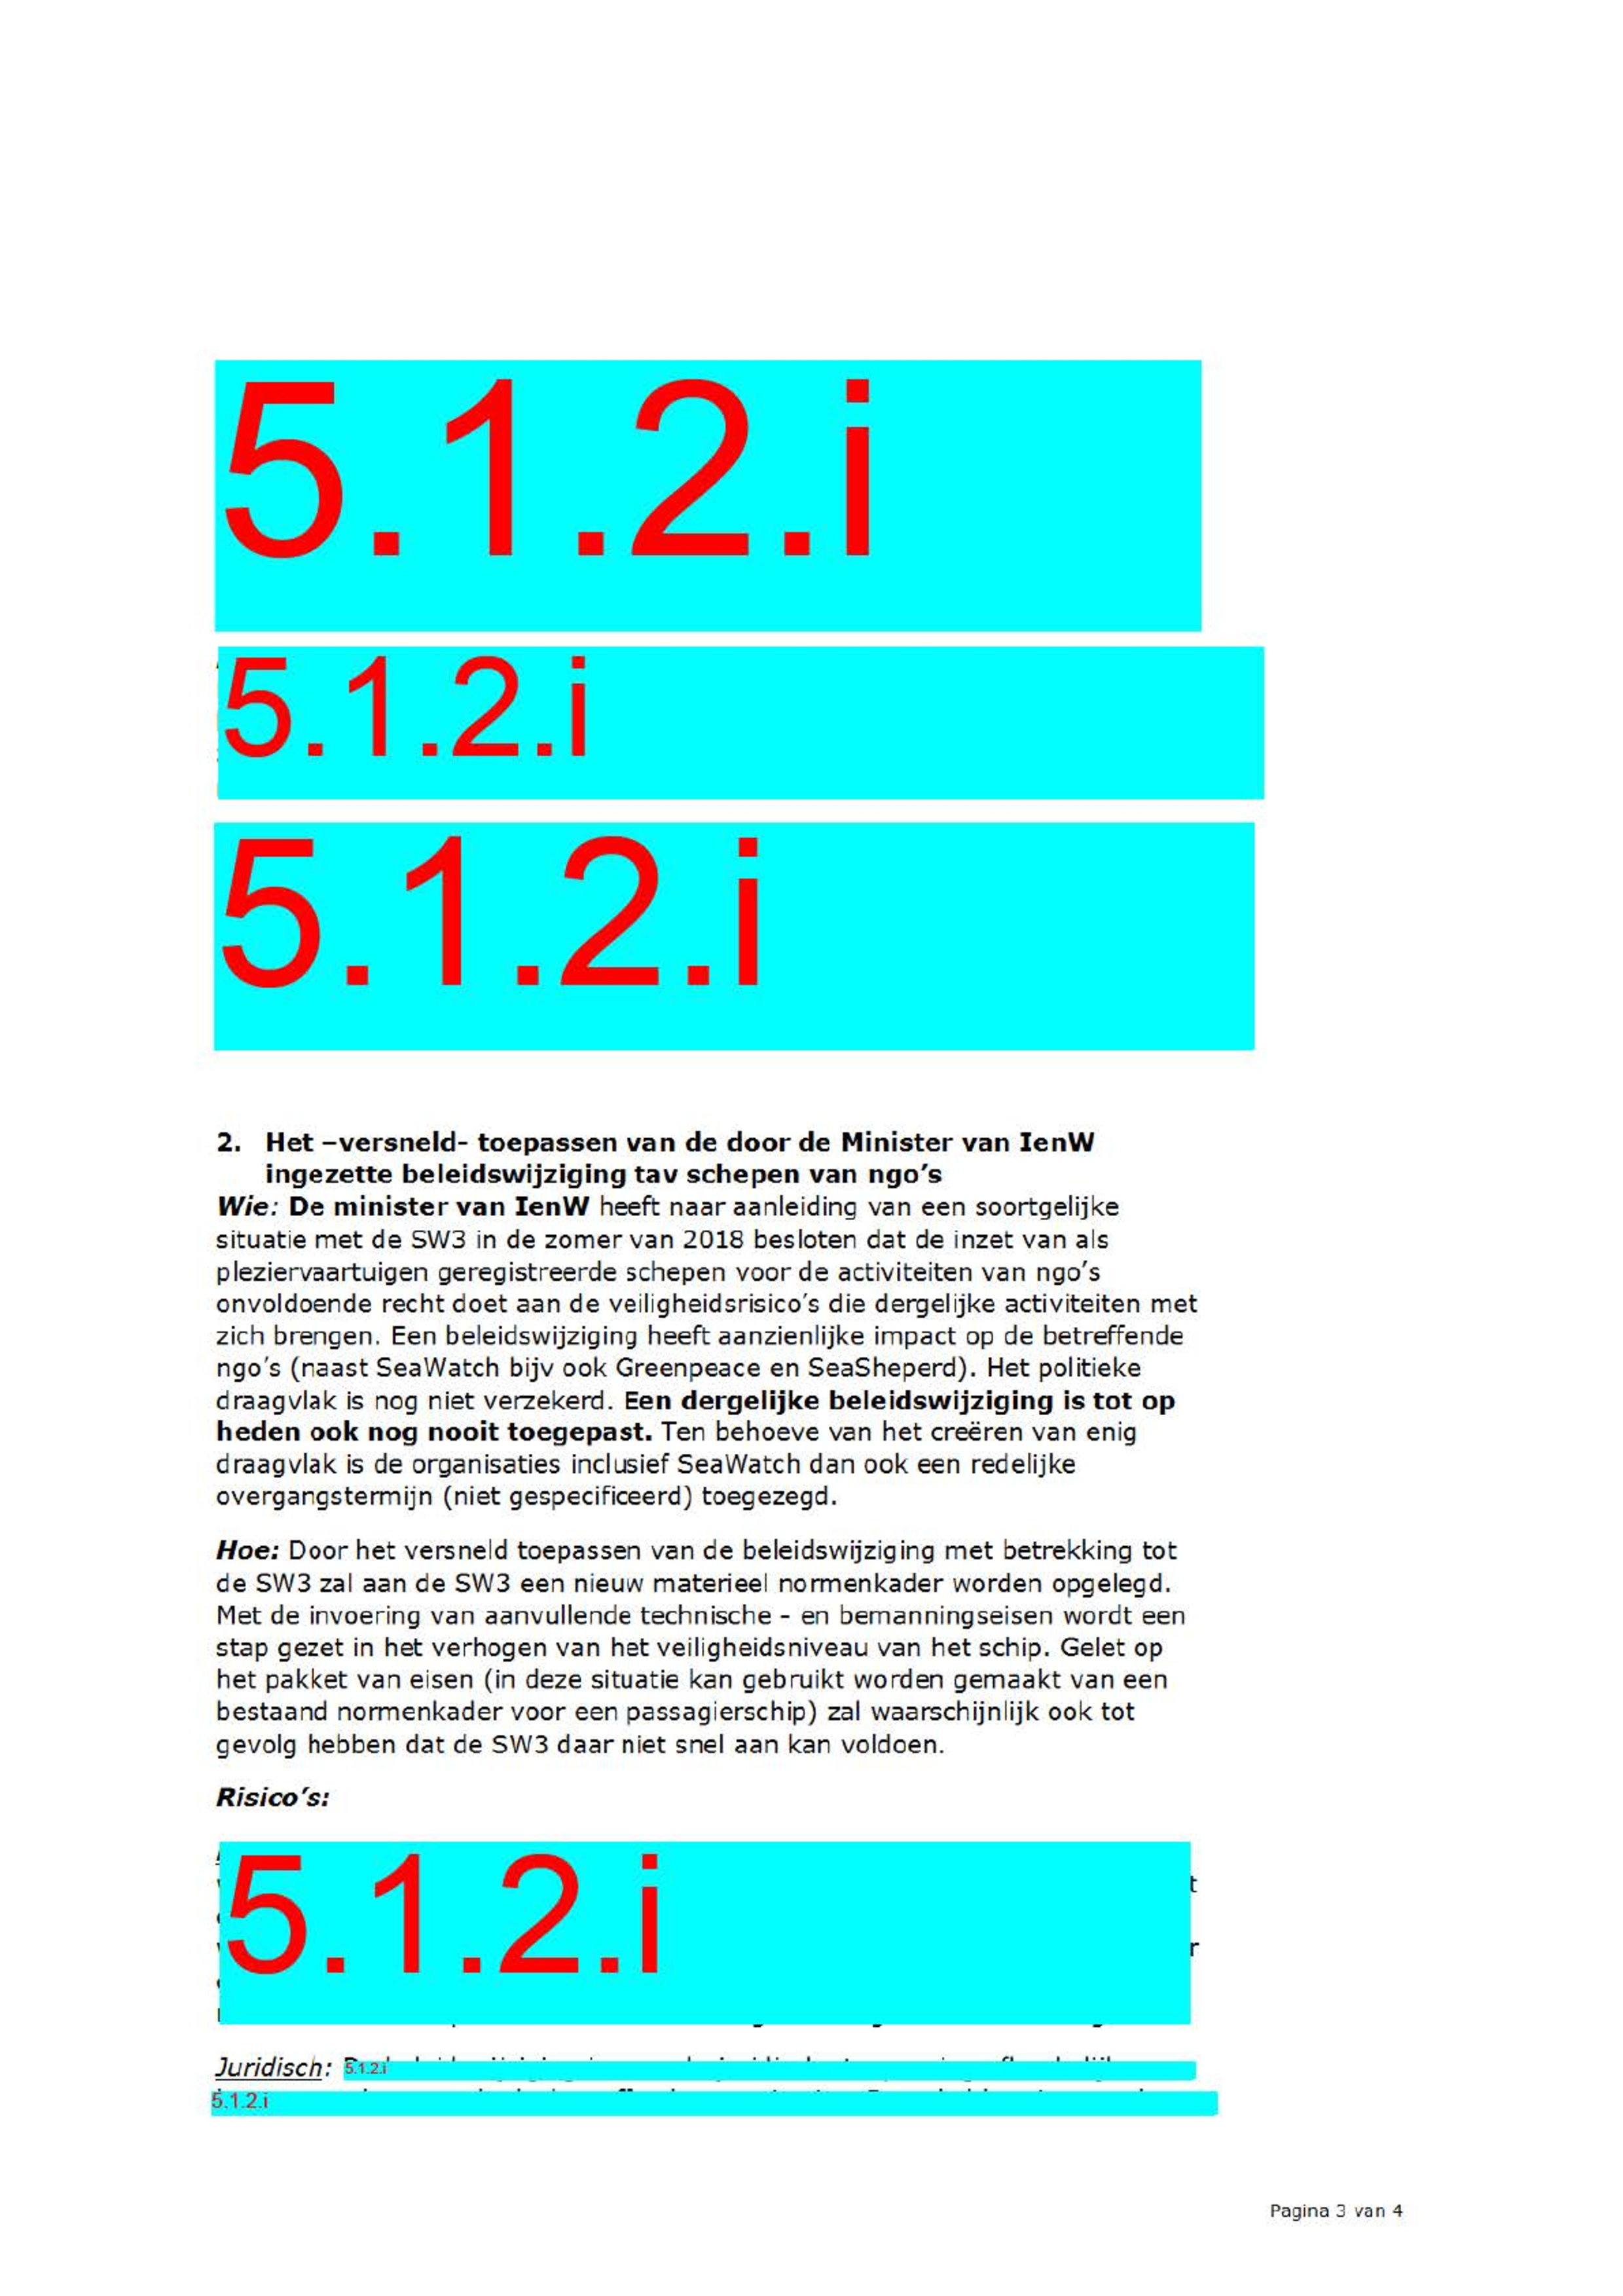 5.1.2.i
5.1.2.i
5.1.2.i
2. Het –versneld- toepassen van de door de Minister van IenW
ingezette beleidswijziging tav schepen van ngo’s
Wie: De minister van IenW heeft naar aanleiding van een soortgelijke
situatie met de SW3 in de zomer van 2018 besloten dat de inzet van als
pleziervaartuigen geregistreerde schepen voor de activiteiten van ngo’s
onvoldoende recht doet aan de veiligheidsrisico’s die dergelijke activiteiten met
zich brengen. Een beleidswijziging heeft aanzienlijke impact op de betreffende
ngo’s (naast SeaWatch bijv ook Greenpeace en SeaSheperd). Het politieke
draagvlak is nog niet verzekerd. Een dergelijke beleidswijziging is tot op
heden ook nog nooit toegepast. Ten behoeve van het creëren van enig
draagvlak is de organisaties inclusief SeaWatch dan ook een redelijke
overgangstermijn (niet gespecificeerd) toegezegd.
Hoe: Door het versneld toepassen van de beleidswijziging met betrekking tot
de SW3 zal aan de SW3 een nieuw materieel normenkader worden opgelegd.
Met de invoering van aanvullende technische - en bemanningseisen wordt een
stap gezet in het verhogen van het veiligheidsniveau van het schip. Gelet op
het pakket van eisen (in deze situatie kan gebruikt worden gemaakt van een
bestaand normenkader voor een passagierschip) zal waarschijnlijk ook tot
gevolg hebben dat de SW3 daar niet snel aan kan voldoen.
Risico’s:
5.1.2.i
Juridisch: 5.1.2.i
5.1.2.i
Pagina 3 van 4